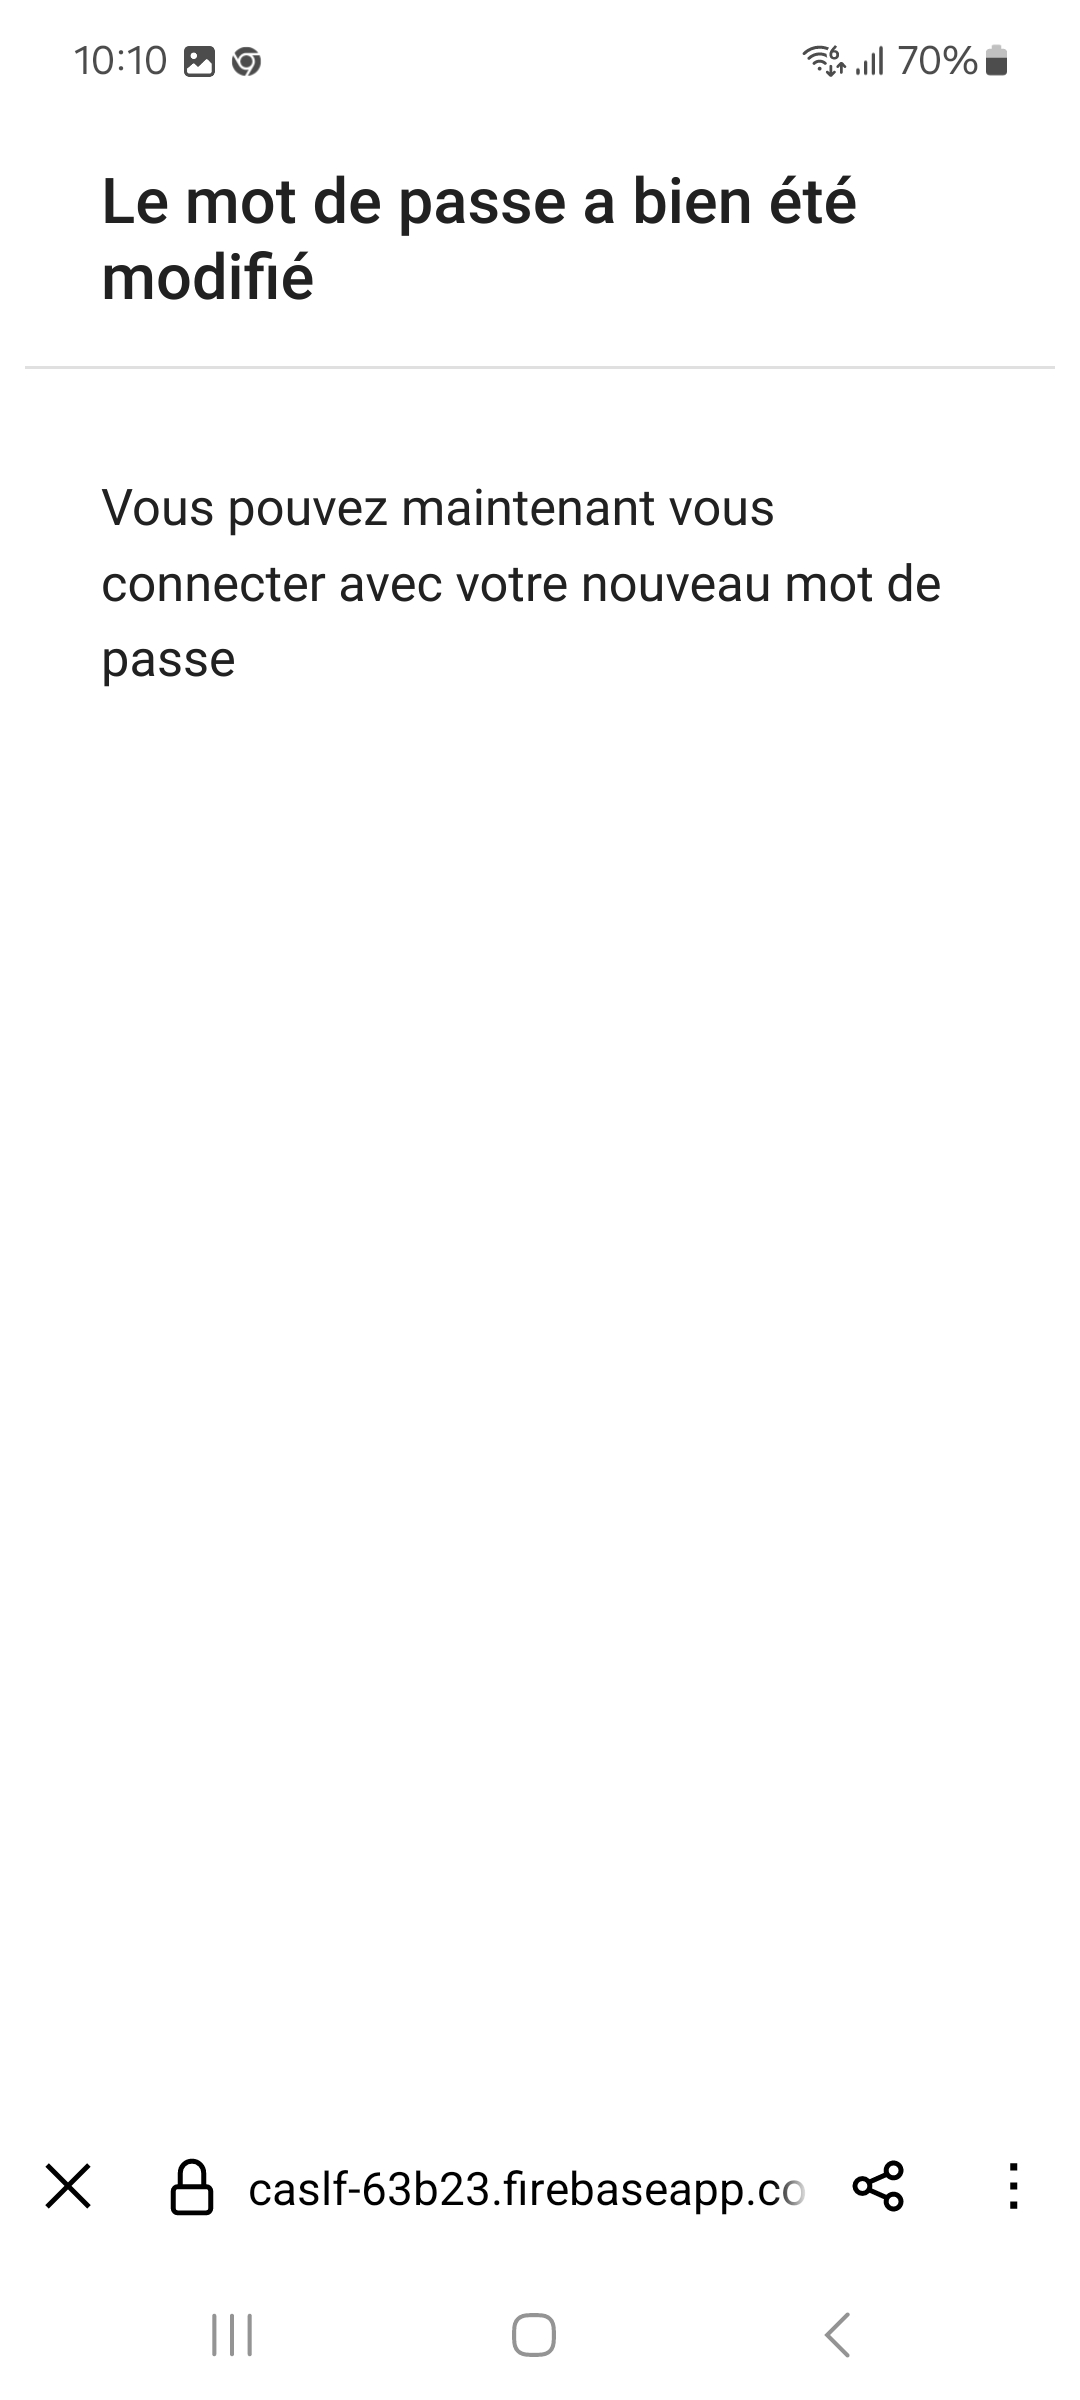 10:10
70%
Le mot de passe a bien été
modifié
Vous pouvez maintenant vous
connecter avec votre nouveau mot de
passe
caslf-63b23.firebaseapp.co